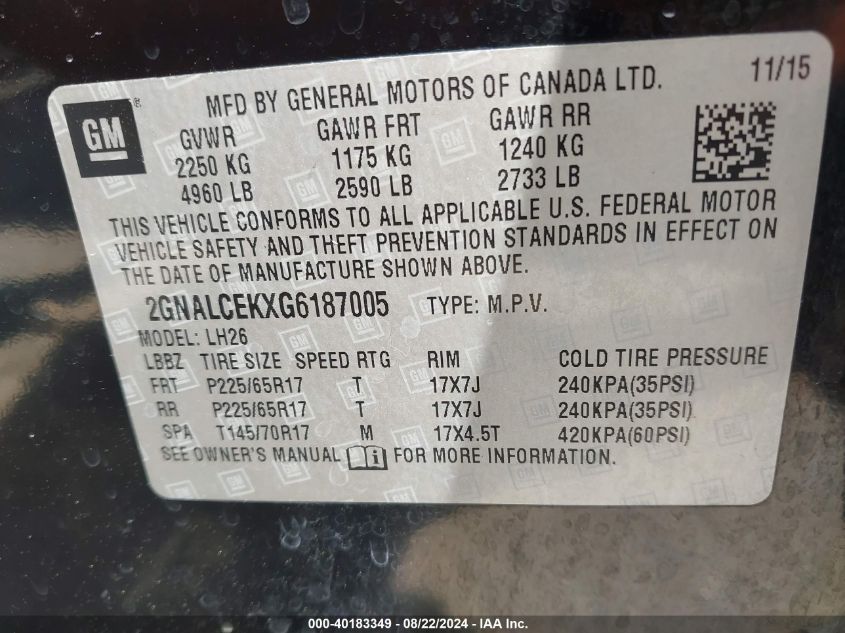 MFD BY GENERAL MOTORS OF CANADA LTD. 11/15
GM
GVWR GAWR FRT GAWR RR
2250 KG 1175 KG 1240 KG
4960 LB 2590 LB 2733 LB
THIS VEHICLE CONFORMS TO ALL APPLICABLE U.S. FEDERAL MOTOR
VEHICLE SAFETY AND THEFT PREVENTION STANDARDS IN EFFECT ON
THE DATE OF MANUFACTURE SHOWN ABOVE.
2GNALCEKXG6187005 TYPE: M.P.V.
MODEL: LH26
LBBZ TIRE SIZE SPEED RTG RIM COLD TIRE PRESSURE
FRT P225/65R17 T 17X7J 240KPA(35PSI)
RR P225/65R17 T 17X7J 240KPA(35PSI)
SPA T145/70R17 M 17X4.5T 420KPA(60PSI)
SEE OWNER'S MANUAL FOR MORE INFORMATION.
000-40183349 - 08/22/2024 - IAA Inc.